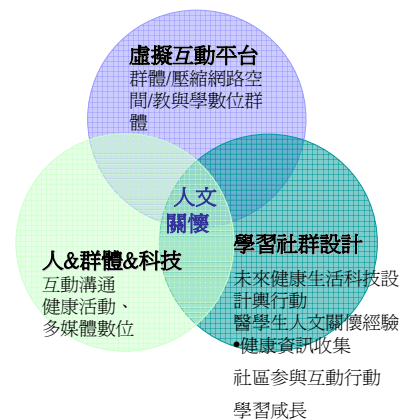 虛擬互動平台
群體/壓縮網路空
間/教與學數位群
體
人文
關懷
人&群體&科技
互動溝通
健康活動、
多媒體數位
學習社群設計
未來健康生活科技設
計與行動
醫學生人文關懷經驗
•健康資訊收集
社區參與互動行動
學習成長